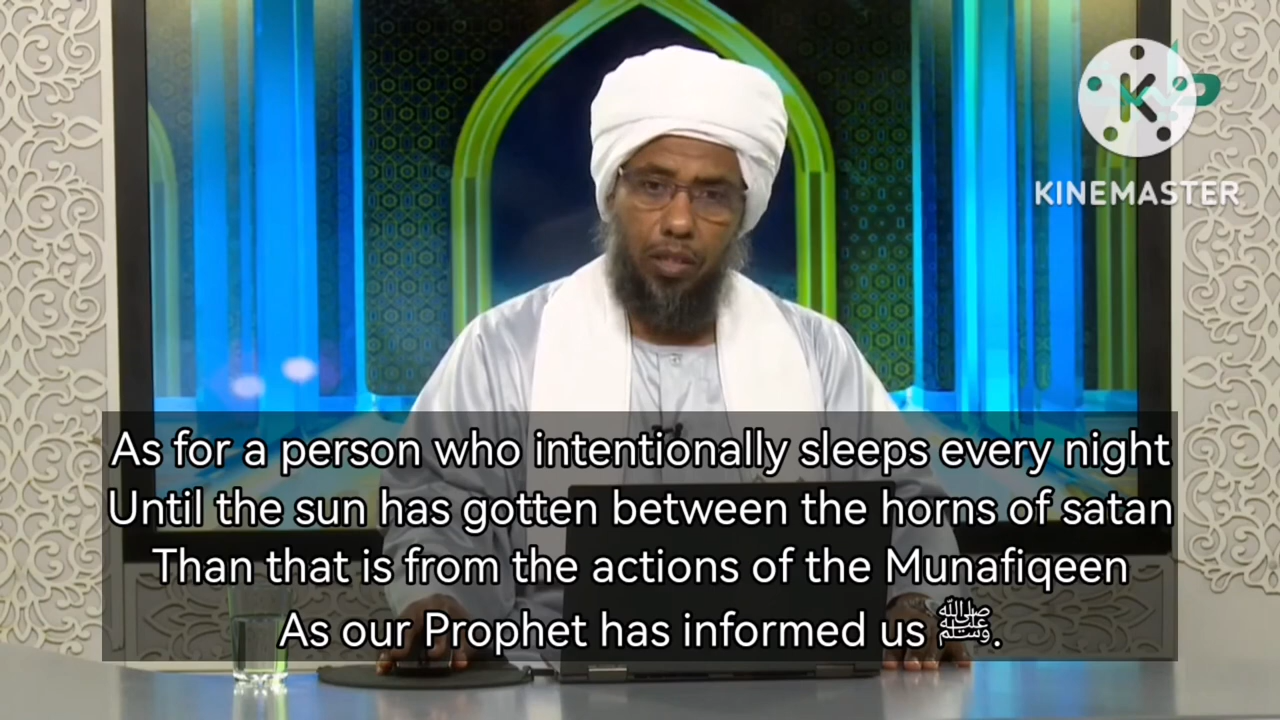 KINEMASTER
As for a person who intentionally sleeps every night
Until the sun has gotten between the horns of satan
Than that is from the actions of the Munafiqeen
As our Prophet has informed us ﷺ.